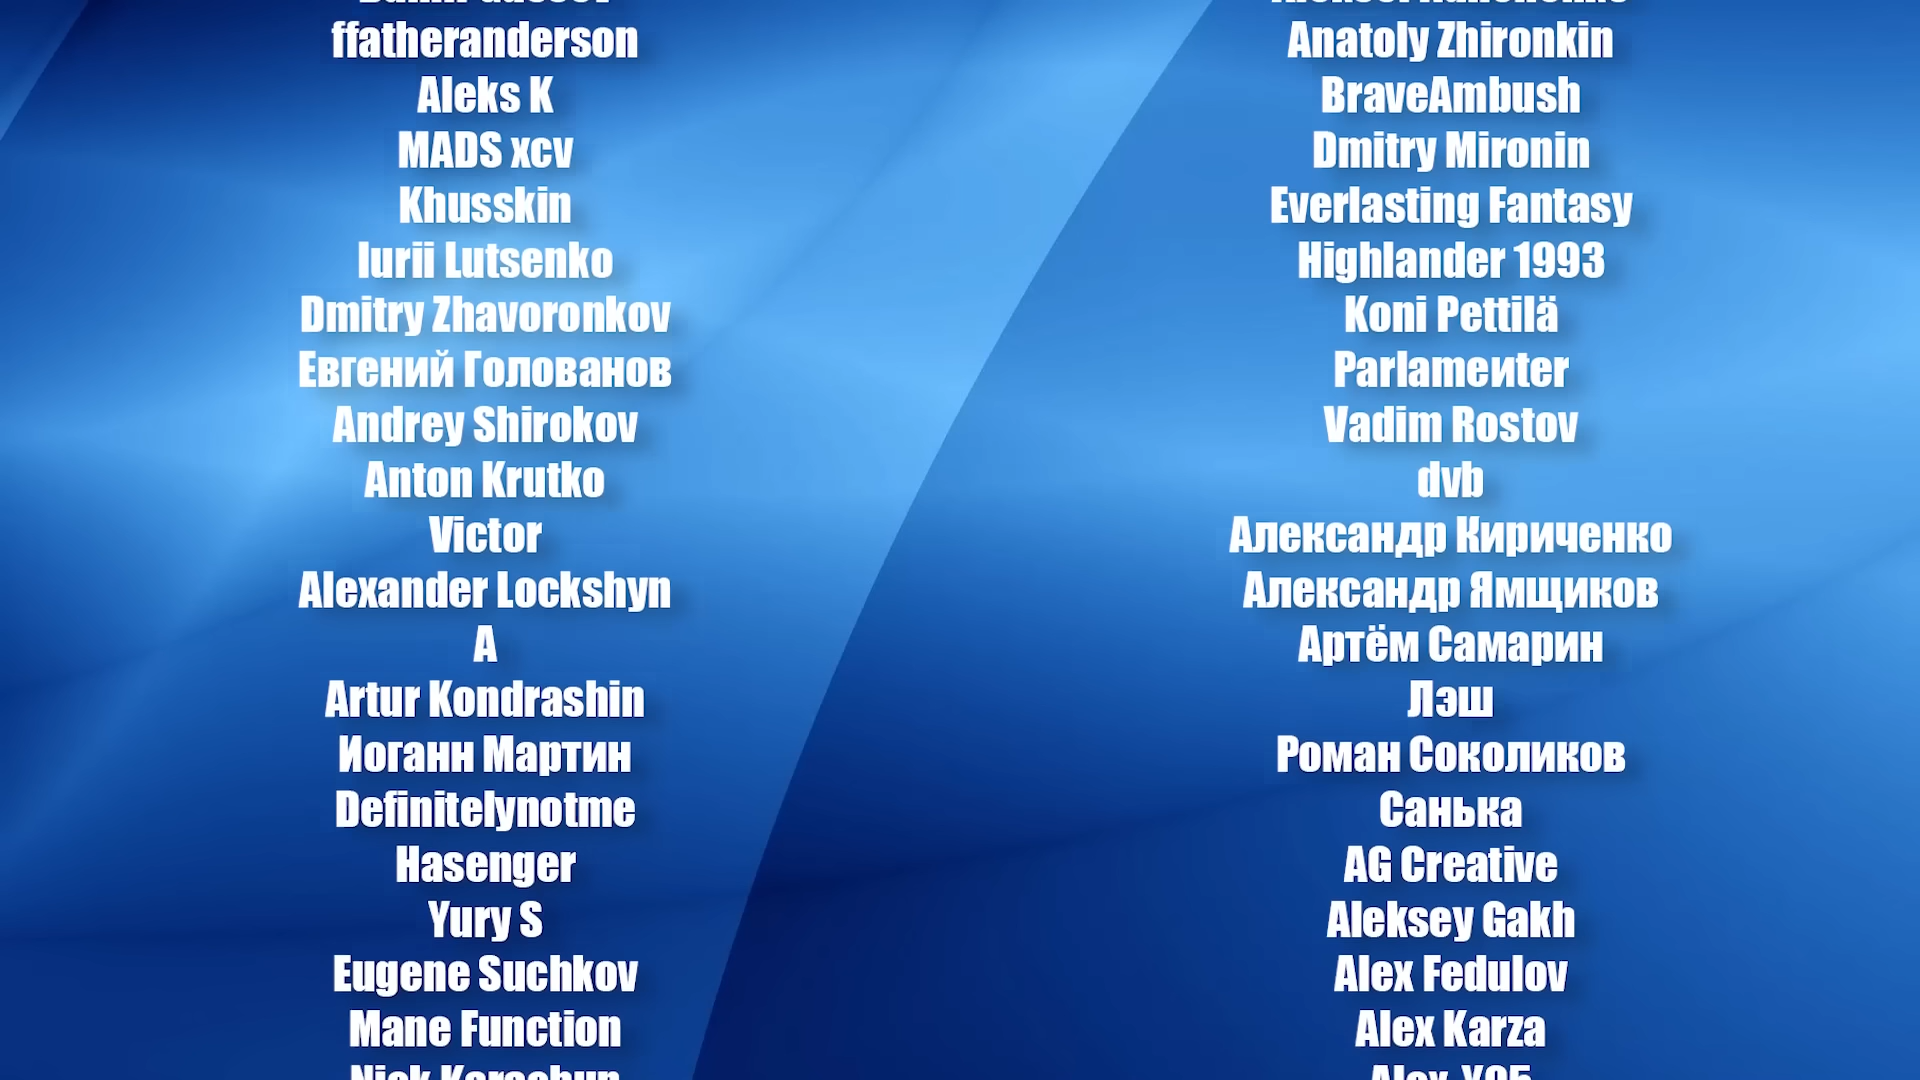 ffatheranderson
Aleks K
MADS xcv
Khusskin
Iurii Lutsenko
Dmitry Zhavoronkov
Евгений Голованов
Andrey Shirokov
Anton Krutko
Victor
Alexander Lockshyn
A
Artur Kondrashin
Иоганн Мартин
Definitelynotme
Hasenger
Yury S
Eugene Suchkov
Mane Function
Anatoly Zhironkin
BraveAmbush
Dmitry Mironin
Everlasting Fantasy
Highlander 1993
Koni Pettilä
Parlameиter
Vadim Rostov
dvb
Александр Кириченко
Александр Ямщиков
Артём Самарин
Лэш
Роман Соколиков
Санька
AG Creative
Aleksey Gakh
Alex Fedulov
Alex Karza